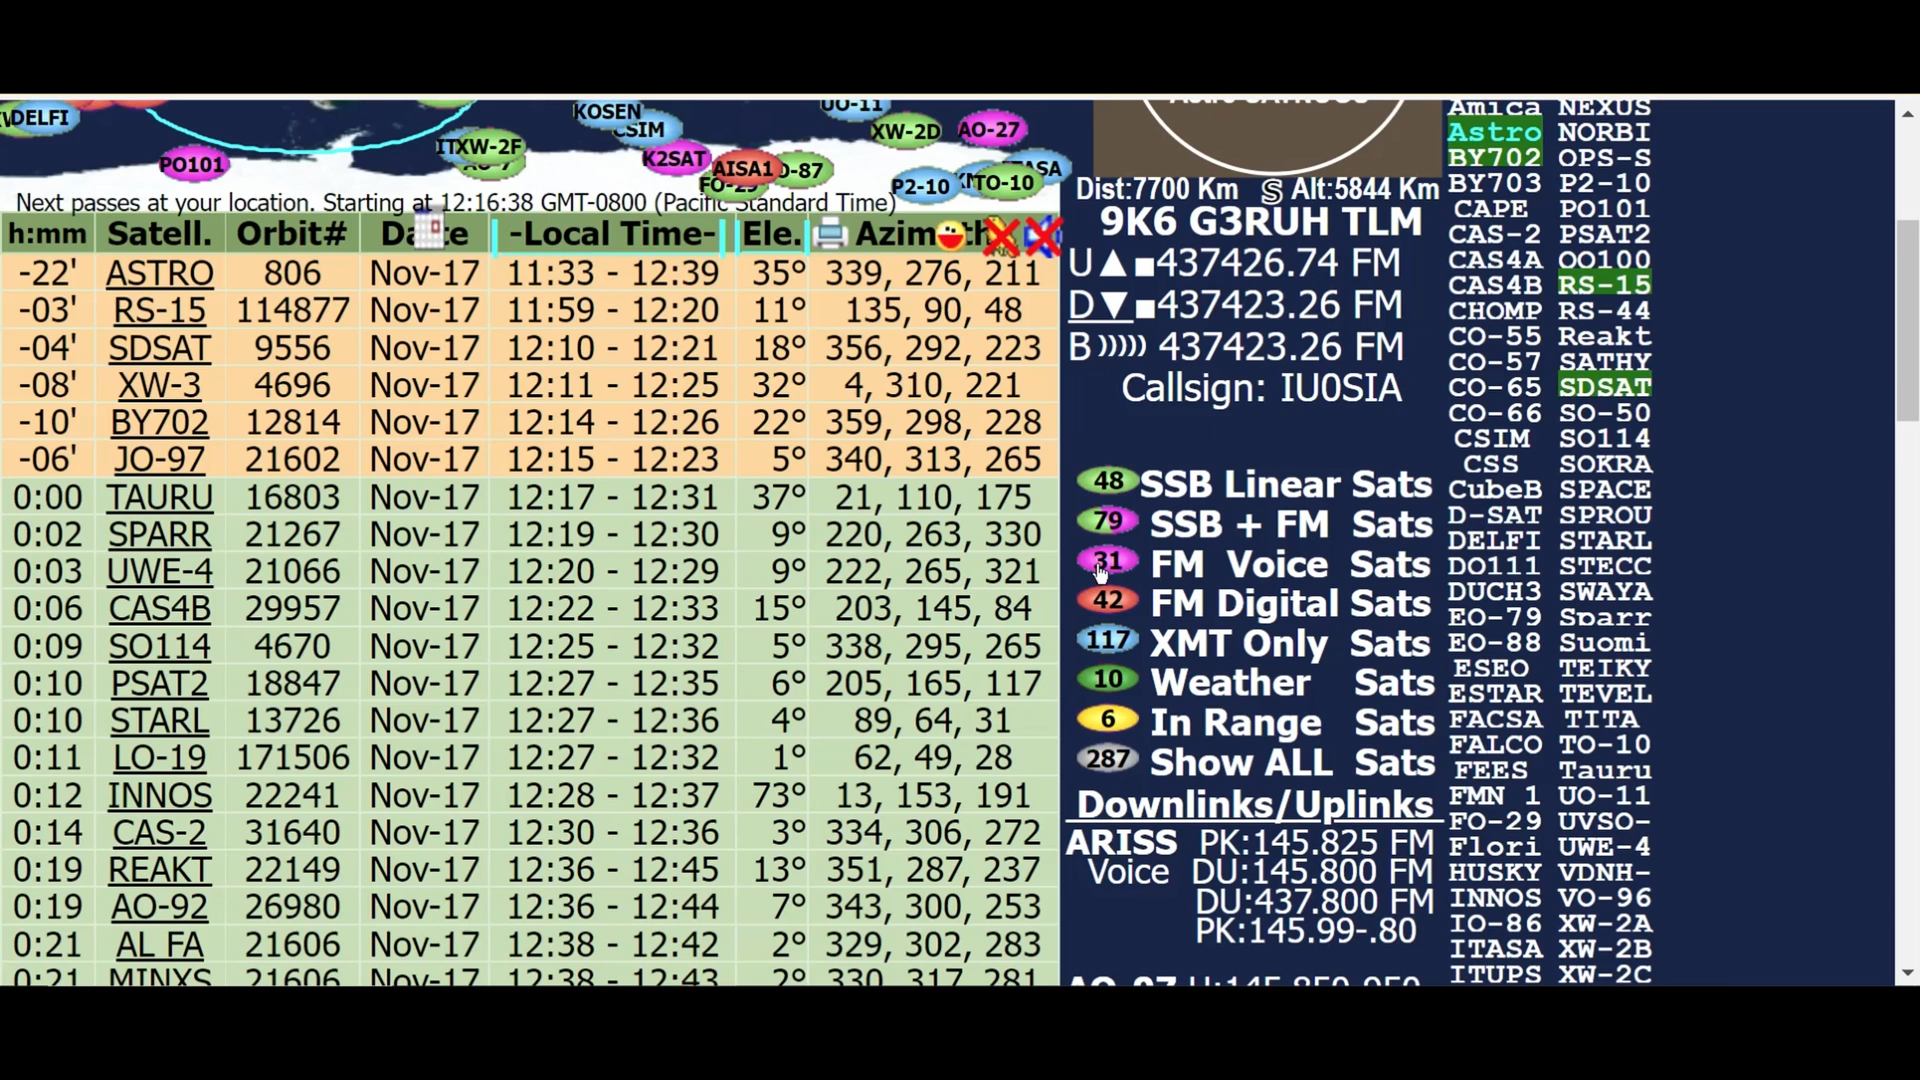 DELFI
KOSEN
CSIM
UO-11
XW-2D
AO-27
XW-2F
PO101
K2SAT
AISA1
P2-10
TO-10
Next passes at your location. Starting at 12:16:38 GMT-0800 (Pacific Standard Time)
h:mm Satell. Orbit# Date -Local Time- Ele. Azimuth
-22' ASTRO 806 Nov-17 11:33 - 12:39 35° 339, 276, 211
-03' RS-15 114877 Nov-17 11:59 - 12:20 11° 135, 90, 48
-04' SDSAT 9556 Nov-17 12:10 - 12:21 18° 356, 292, 223
-08' XW-3 4696 Nov-17 12:11 - 12:25 32° 4, 310, 221
-10' BY702 12814 Nov-17 12:14 - 12:26 22° 359, 298, 228
-06' JO-97 21602 Nov-17 12:15 - 12:23 5° 340, 313, 265
0:00 TAURU 16803 Nov-17 12:17 - 12:31 37° 21, 110, 175
0:02 SPARR 21267 Nov-17 12:19 - 12:30 9° 220, 263, 330
0:03 UWE-4 21066 Nov-17 12:20 - 12:29 9° 222, 265, 321
0:06 CAS4B 29957 Nov-17 12:22 - 12:33 15° 203, 145, 84
0:09 SO114 4670 Nov-17 12:25 - 12:32 5° 338, 295, 265
0:10 PSAT2 18847 Nov-17 12:27 - 12:35 6° 205, 165, 117
0:10 STARL 13726 Nov-17 12:27 - 12:36 4° 89, 64, 31
0:11 LO-19 171506 Nov-17 12:27 - 12:32 1° 62, 49, 28
0:12 INNOS 22241 Nov-17 12:28 - 12:37 73° 13, 153, 191
0:14 CAS-2 31640 Nov-17 12:30 - 12:36 3° 334, 306, 272
0:19 REAKT 22149 Nov-17 12:36 - 12:45 13° 351, 287, 237
0:19 AO-92 26980 Nov-17 12:36 - 12:44 7° 343, 300, 253
0:21 AL FA 21606 Nov-17 12:38 - 12:42 2° 329, 302, 283
0:21 MINXS 21606 Nov-17 12:38 - 12:43 2° 330, 317, 281
Dist:7700 Km S Alt:5844 Km
9K6 G3RUH TLM
U▲■437426.74 FM
D▼■437423.26 FM
B ))))) 437423.26 FM
Callsign: IU0SIA
48 SSB Linear Sats
79 SSB + FM Sats
31 FM Voice Sats
42 FM Digital Sats
117 XMT Only Sats
10 Weather Sats
6 In Range Sats
287 Show ALL Sats
Downlinks/Uplinks
ARISS PK:145.825 FM
Voice DU:145.800 FM
DU:437.800 FM
PK:145.99-.80
Amica NEXUS
Astro NORBI
BY702 OPS-S
BY703 P2-10
CAPE PO101
CAS-2 PSAT2
CAS4A QO100
CAS4B RS-15
CHOMP RS-44
CO-55 Reakt
CO-57 SATHY
CO-65 SDSAT
CO-66 SO-50
CSIM SO114
CSS SOKRA
CubeB SPACE
D-SAT SPROU
DELFI STARL
DO111 STECC
DUCH3 SWAYA
EO-79 Sparr
EO-88 Suomi
ESEO TEIKY
ESTAR TEVEL
FACSA TITA
FALCO TO-10
FEES Tauru
FMN 1 UO-11
FO-29 UVSO-
Flori UWE-4
HUSKY VDNH-
INNOS VO-96
IO-86 XW-2A
ITASA XW-2B
ITUPS XW-2C